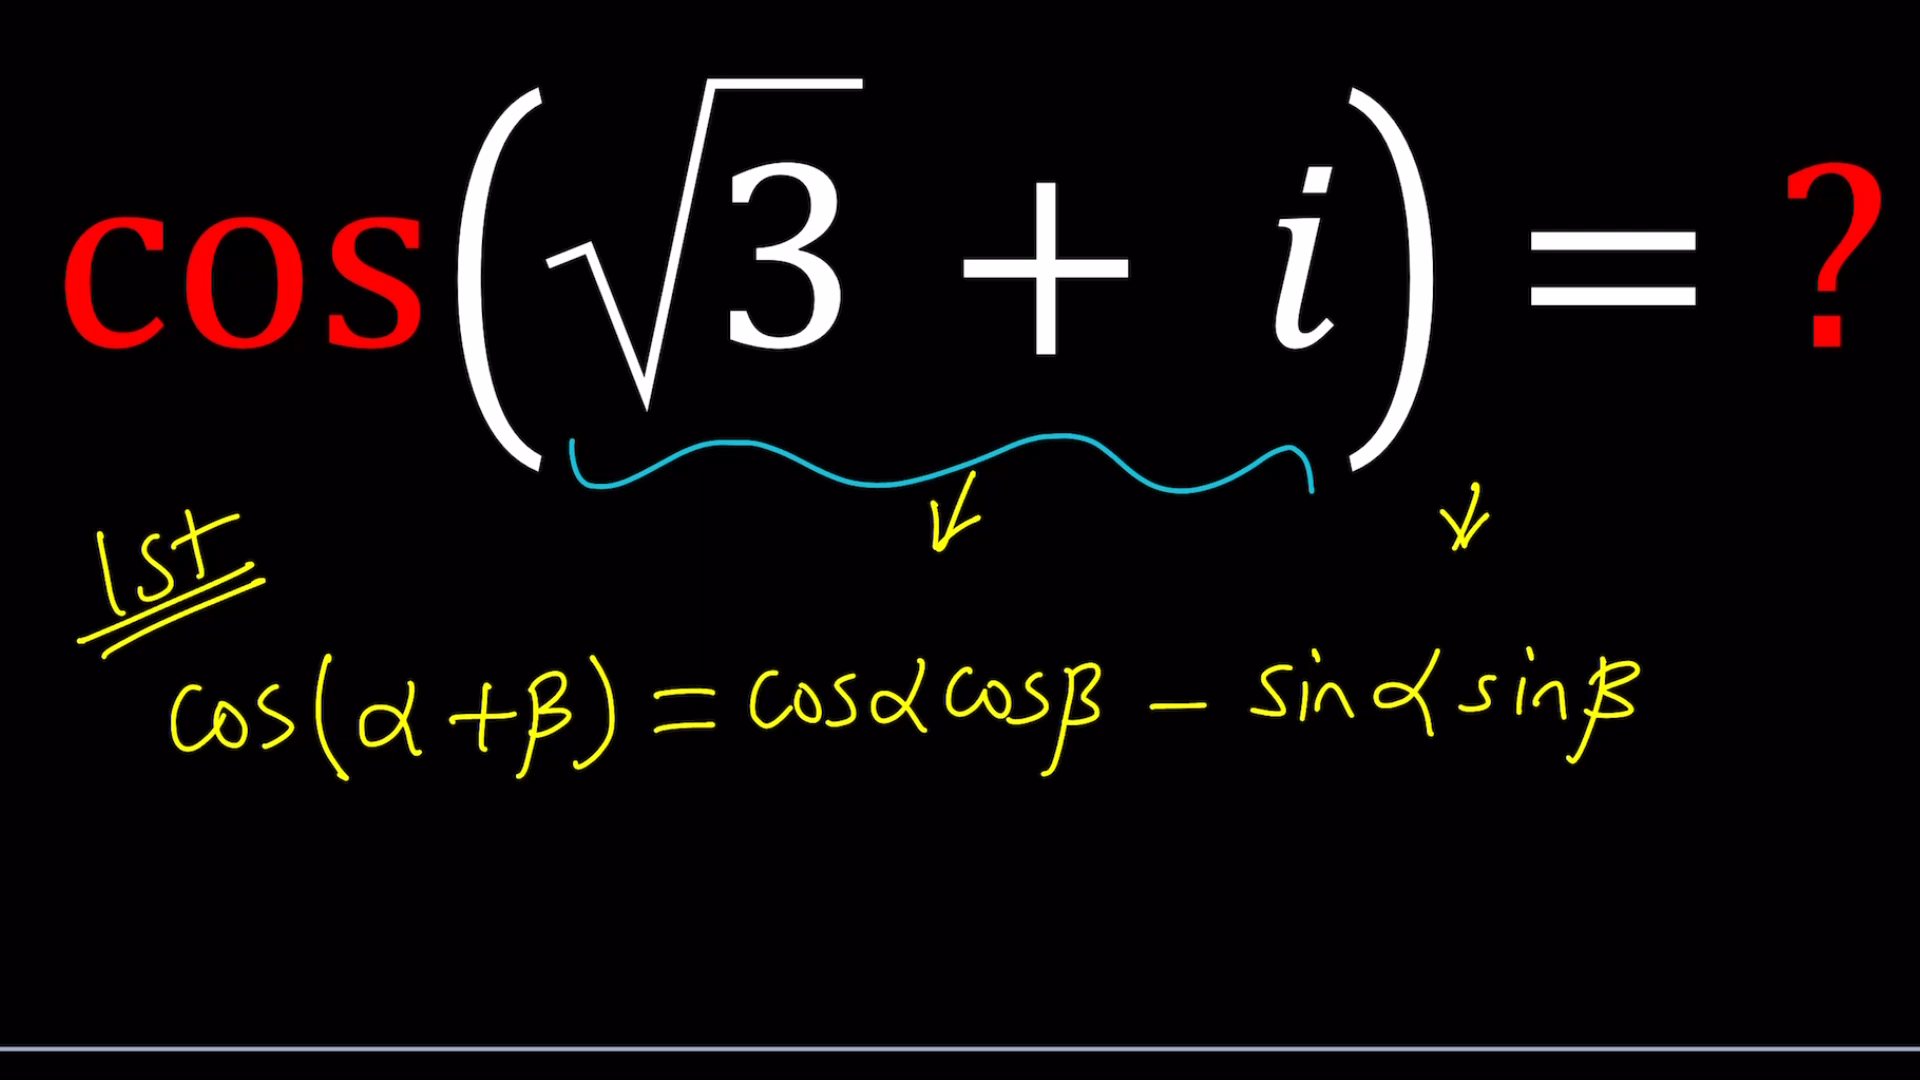 cos(√3 + i) = ?
1st
cos(α+β) = cosα cosβ − sinα sinβ